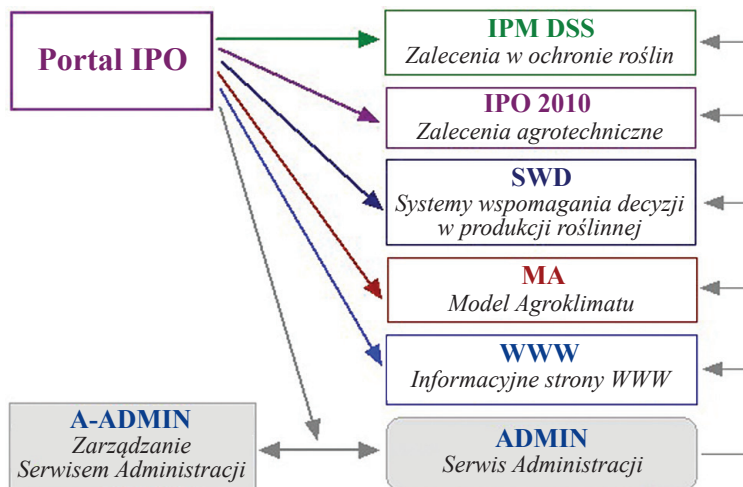 Portal IPO
IPM DSS
Zalecenia w ochronie roślin
IPO 2010
Zalecenia agrotechniczne
SWD
Systemy wspomagania decyzji
w produkcji roślinnej
MA
Model Agroklimatu
WWW
Informacyjne strony WWW
A-ADMIN
Zarządzanie
Serwisem Administracji
ADMIN
Serwis Administracji